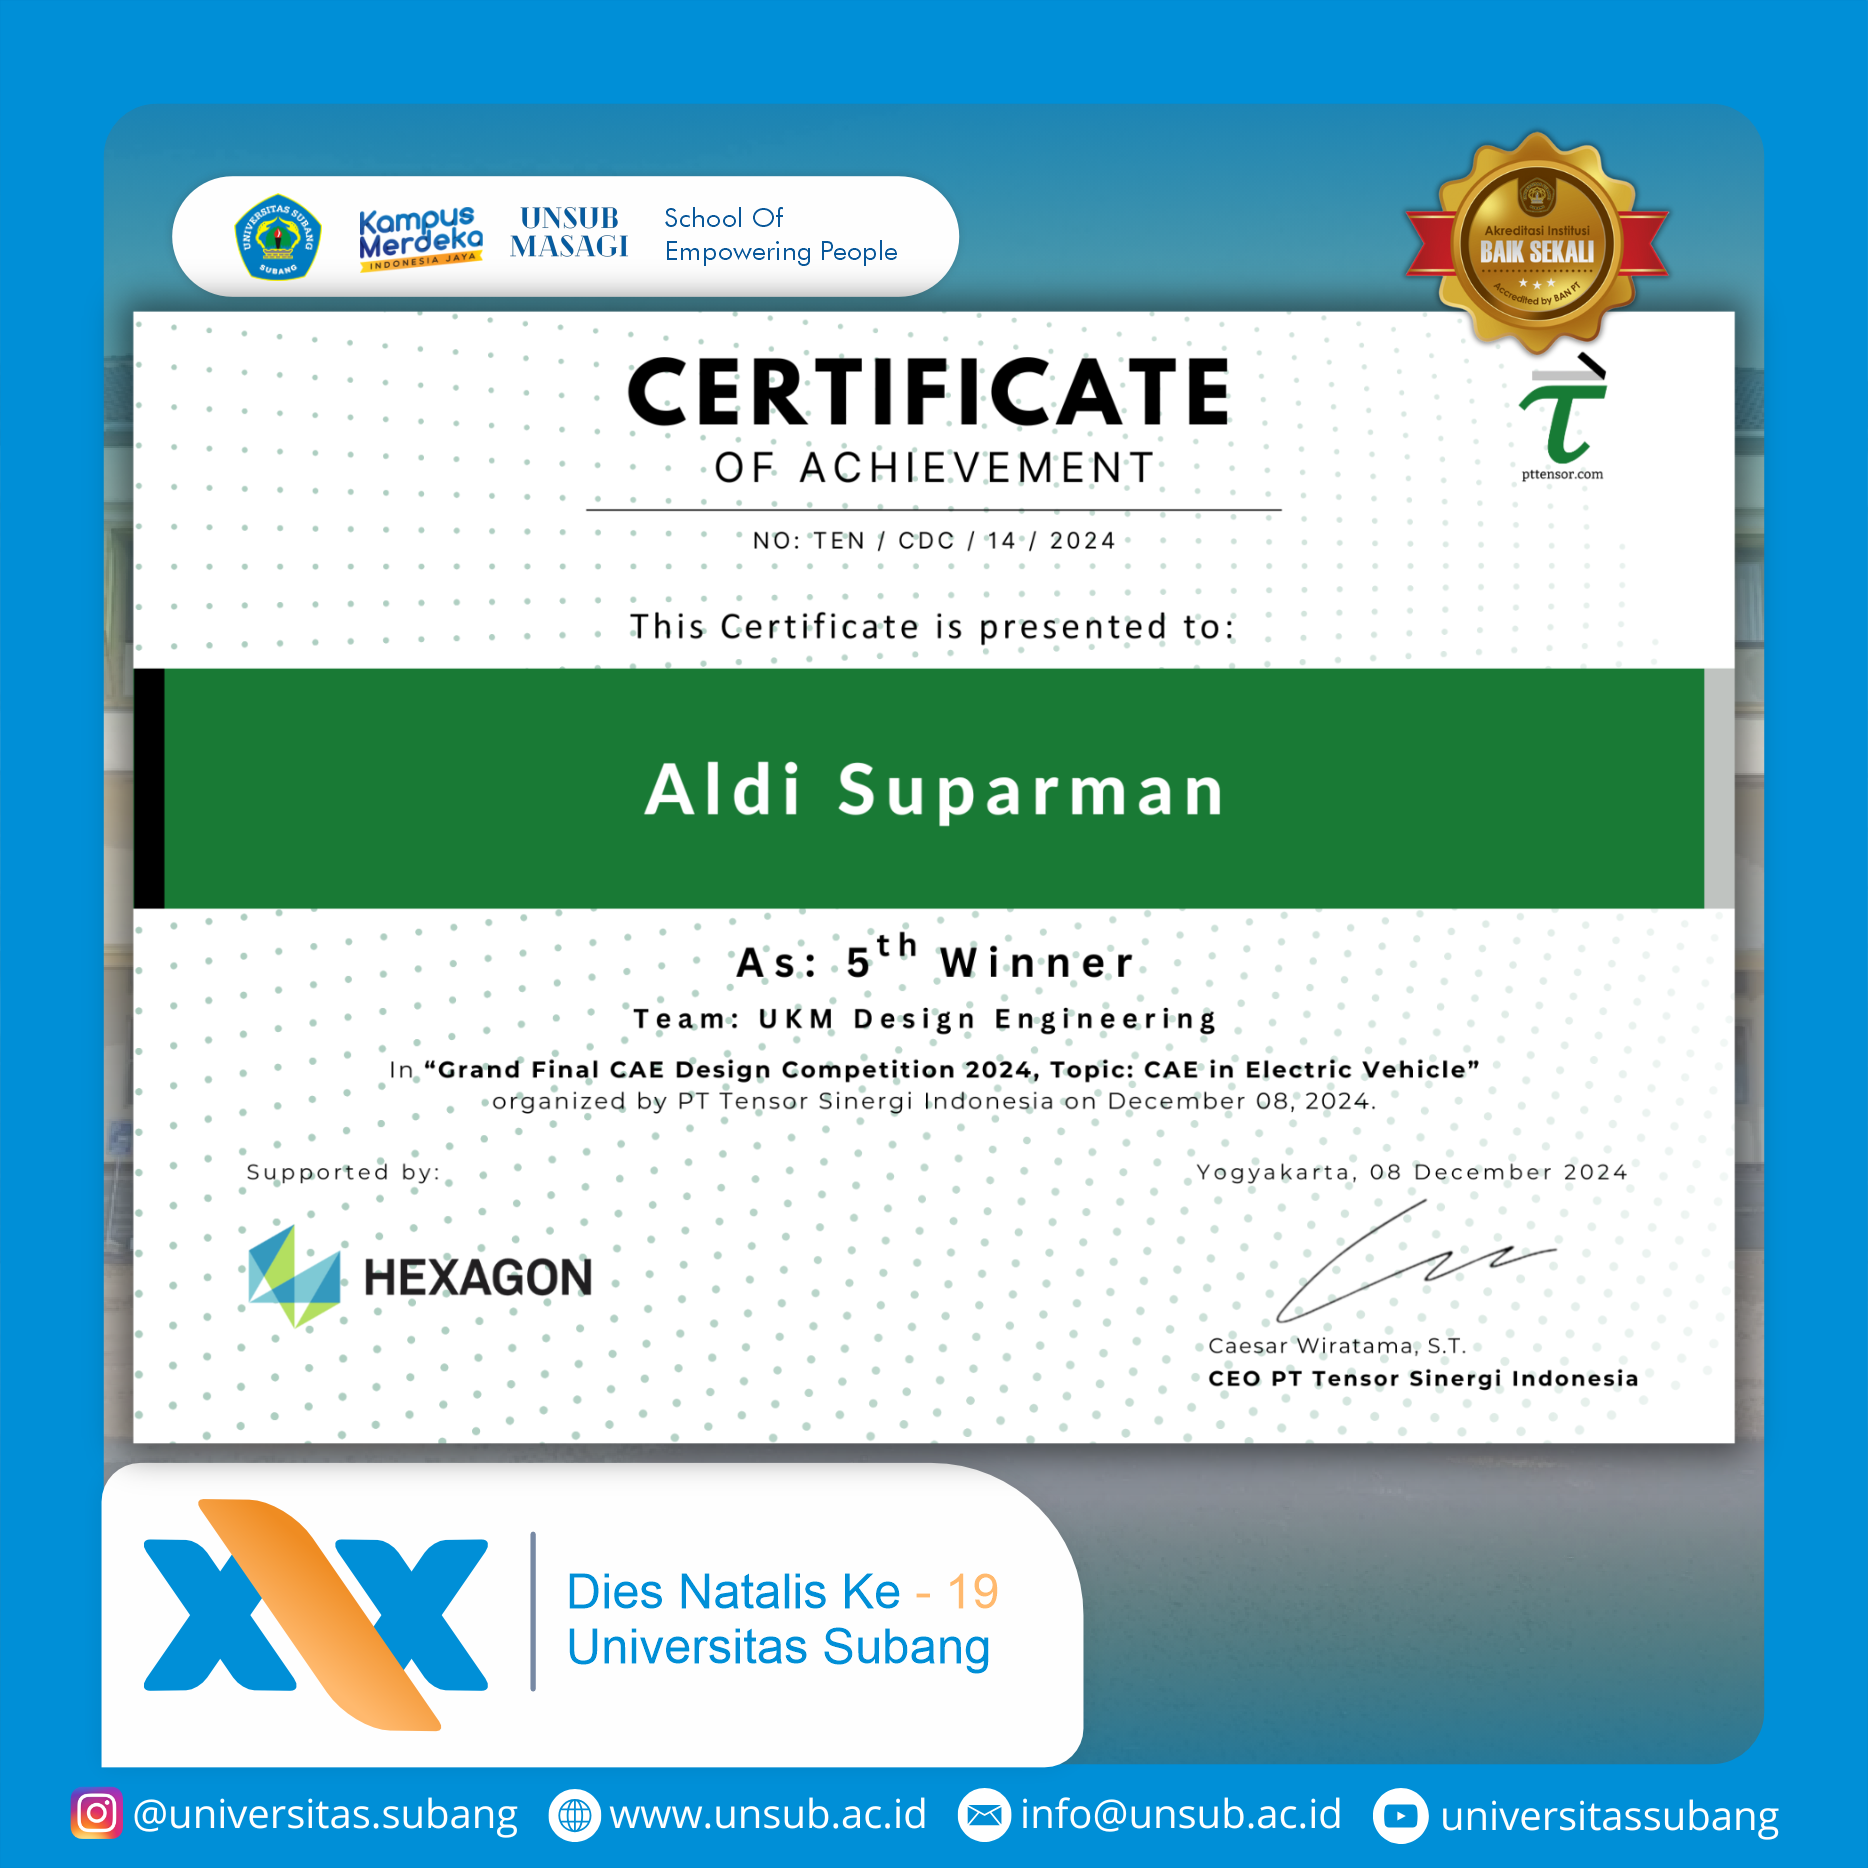 UNIVERSITAS SUBANG
SUBANG
Kampus
Merdeka
INDONESIA JAYA
UNSUB
MASAGI
School Of
Empowering People
Akreditasi Institusi
BAIK SEKALI
Accredited by BAN PT
CERTIFICATE
OF ACHIEVEMENT
pttensor.com
NO: TEN / CDC / 14 / 2024
This Certificate is presented to:
Aldi Suparman
As: 5th Winner
Team: UKM Design Engineering
In “Grand Final CAE Design Competition 2024, Topic: CAE in Electric Vehicle”
organized by PT Tensor Sinergi Indonesia on December 08, 2024.
Supported by:
Yogyakarta, 08 December 2024
HEXAGON
Caesar Wiratama, S.T.
CEO PT Tensor Sinergi Indonesia
XIX
Dies Natalis Ke - 19
Universitas Subang
@universitas.subang
www.unsub.ac.id
info@unsub.ac.id
universitassubang